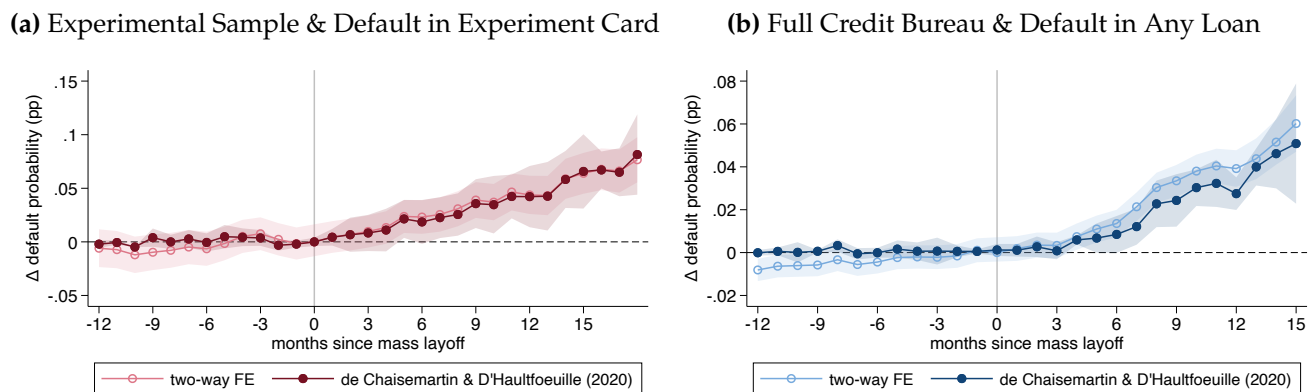 (a) Experimental Sample & Default in Experiment Card
Δ default probability (pp)
.15
.1
.05
0
-.05
-12 -9 -6 -3 0 3 6 9 12 15
months since mass layoff
two-way FE de Chaisemartin & D'Haultfoeuille (2020)
(b) Full Credit Bureau & Default in Any Loan
Δ default probability (pp)
.08
.06
.04
.02
0
-.02
-12 -9 -6 -3 0 3 6 9 12 15
months since mass layoff
two-way FE de Chaisemartin & D'Haultfoeuille (2020)